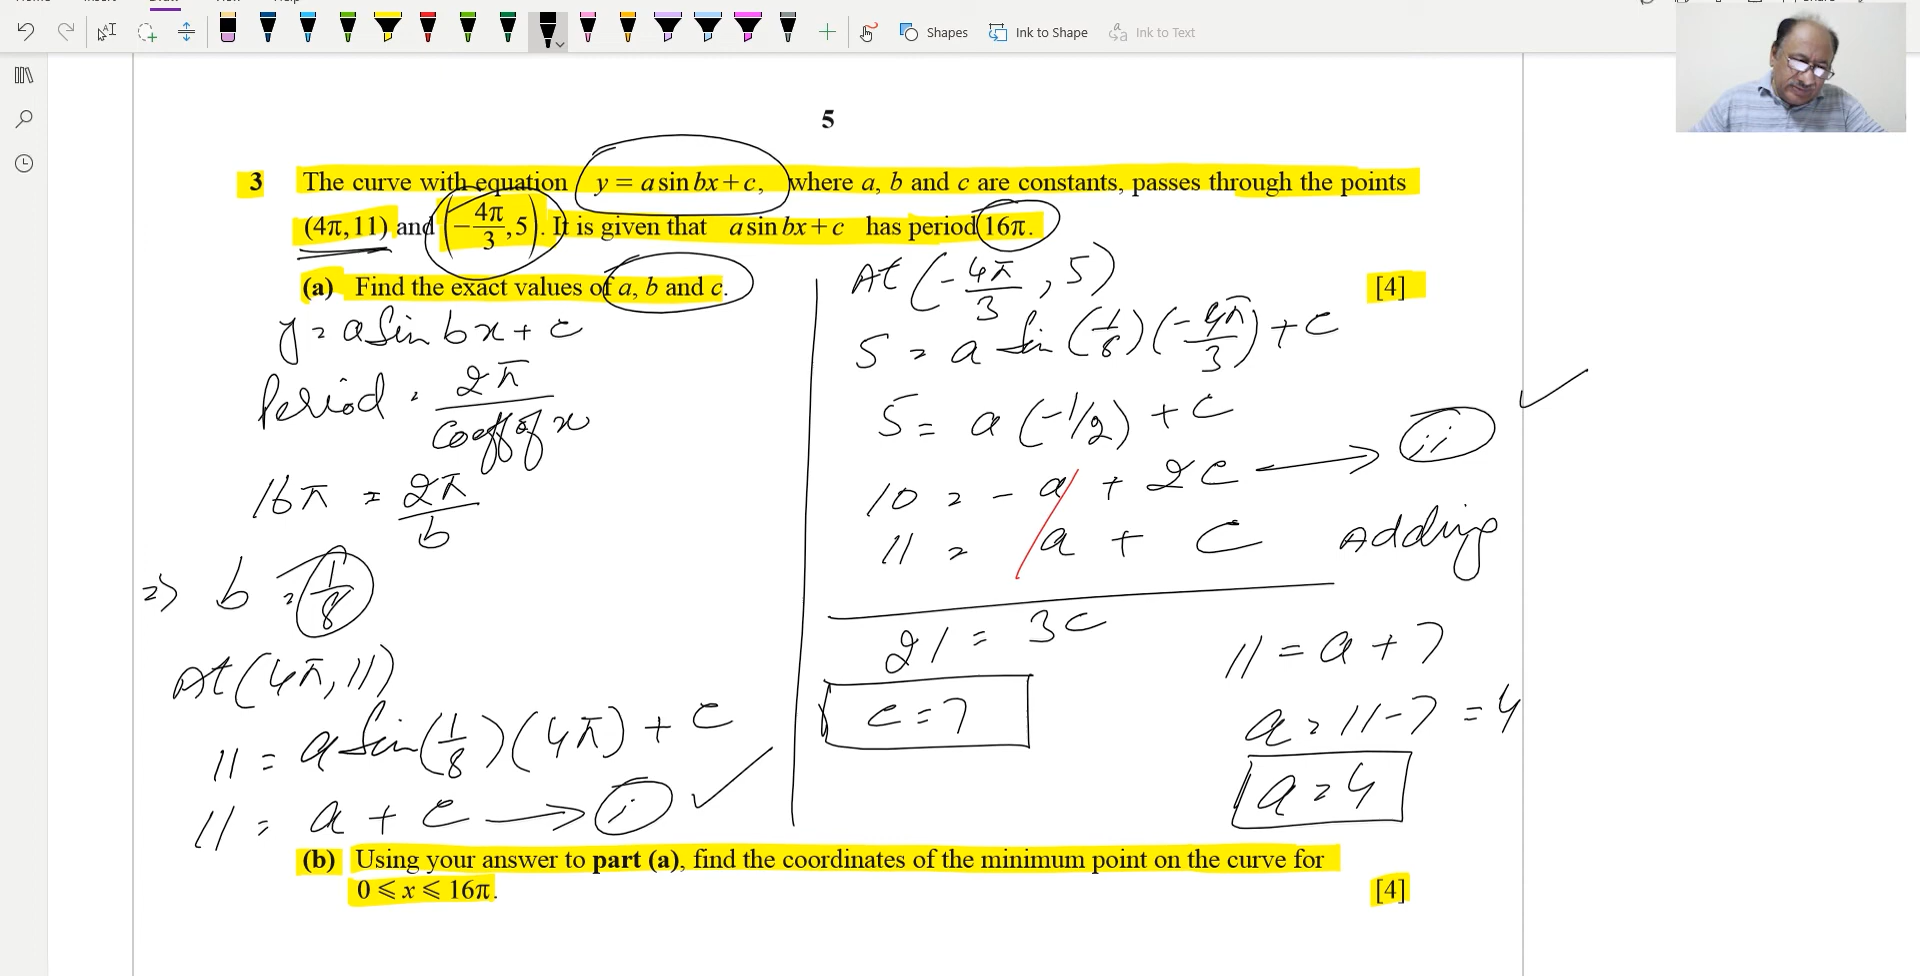 Shapes Ink to Shape Ink to Text
5
3 The curve with equation y = a sin bx + c, where a, b and c are constants, passes through the points
(4π, 11) and (-4π/3, 5). It is given that a sin bx + c has period 16π.
(a) Find the exact values of a, b and c. [4]
y = a Sin bx + c
Period = 2π/Coeff of x
16π = 2π/b
=> b = 1/8
At (4π, 11)
11 = a Sin(1/8)(4π) + c
11 = a + c → i
At (-4π/3, 5)
5 = a Sin (1/8)(-4π/3) + c
5 = a (-1/2) + c
10 = - a + 2c → ii
11 = a + c Adding
21 = 3c
c = 7
11 = a + 7
a = 11 - 7 = 4
a = 4
(b) Using your answer to part (a), find the coordinates of the minimum point on the curve for
0 ⩽ x ⩽ 16π. [4]